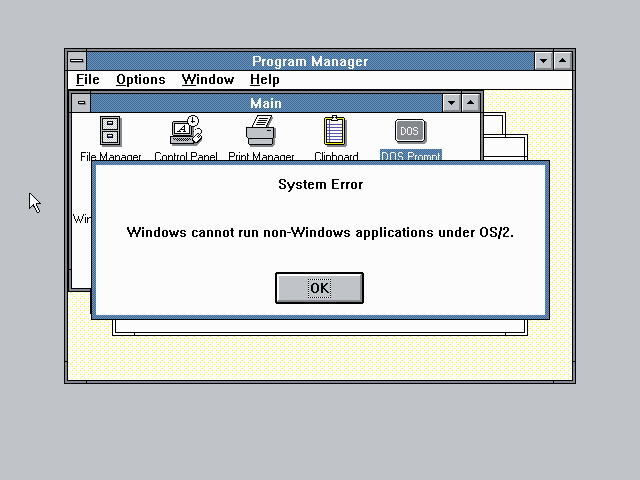 Program Manager
File Options Window Help
Main
DOS
File Manager Control Panel Print Manager Clipboard DOS Prompt
Win
System Error
Windows cannot run non-Windows applications under OS/2.
OK